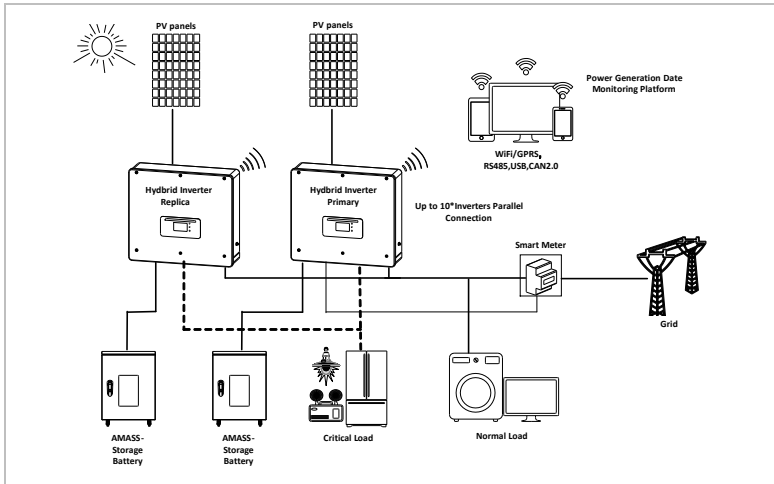 PV panels
PV panels
Power Generation Date
Monitoring Platform
WiFi/GPRS,
RS485,USB,CAN2.0
Hydbrid Inverter
Replica
Hydbrid Inverter
Primary
Up to 10*Inverters Parallel
Connection
Smart Meter
Grid
AMASS-
Storage
Battery
AMASS-
Storage
Battery
Critical Load
Normal Load